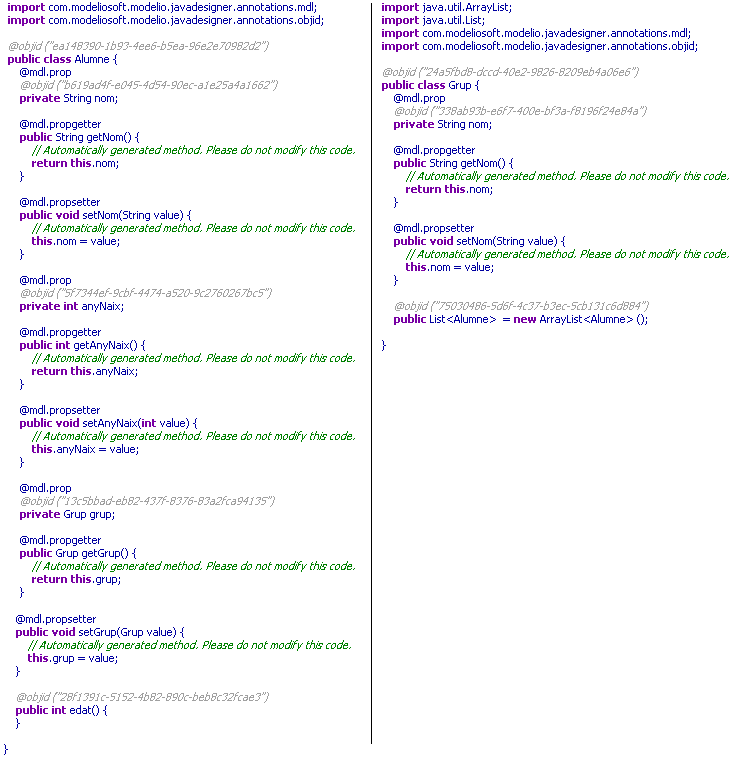 import com.modeliosoft.modelio.javadesigner.annotations.mdl;
import com.modeliosoft.modelio.javadesigner.annotations.objid;
@objid ("ea148390-1b93-4ee6-b5ea-96e2e70982d2")
public class Alumne {
@mdl.prop
@objid ("b619ad4f-e045-4d54-90ec-a1e25a4a1662")
private String nom;
@mdl.propgetter
public String getNom() {
// Automatically generated method. Please do not modify this code.
return this.nom;
}
@mdl.propsetter
public void setNom(String value) {
// Automatically generated method. Please do not modify this code.
this.nom = value;
}
@mdl.prop
@objid ("5f7344ef-9cbf-4474-a520-9c2760267bc5")
private int anyNaix;
@mdl.propgetter
public int getAnyNaix() {
// Automatically generated method. Please do not modify this code.
return this.anyNaix;
}
@mdl.propsetter
public void setAnyNaix(int value) {
// Automatically generated method. Please do not modify this code.
this.anyNaix = value;
}
@mdl.prop
@objid ("13c5bbad-eb82-437f-8376-83a2fca94135")
private Grup grup;
@mdl.propgetter
public Grup getGrup() {
// Automatically generated method. Please do not modify this code.
return this.grup;
}
@mdl.propsetter
public void setGrup(Grup value) {
// Automatically generated method. Please do not modify this code.
this.grup = value;
}
@objid ("28f1391c-5152-4b82-890c-beb8c32fcae3")
public int edat() {
}
}
import java.util.ArrayList;
import java.util.List;
import com.modeliosoft.modelio.javadesigner.annotations.mdl;
import com.modeliosoft.modelio.javadesigner.annotations.objid;
@objid ("24a5fbd8-dccd-40e2-9826-8209eb4a06e6")
public class Grup {
@mdl.prop
@objid ("338ab93b-e6f7-400e-bf3a-f8196f24e84a")
private String nom;
@mdl.propgetter
public String getNom() {
// Automatically generated method. Please do not modify this code.
return this.nom;
}
@mdl.propsetter
public void setNom(String value) {
// Automatically generated method. Please do not modify this code.
this.nom = value;
}
@objid ("75030486-5d6f-4c37-b3ec-5cb131c6d884")
public List<Alumne>  = new ArrayList<Alumne> ();
}